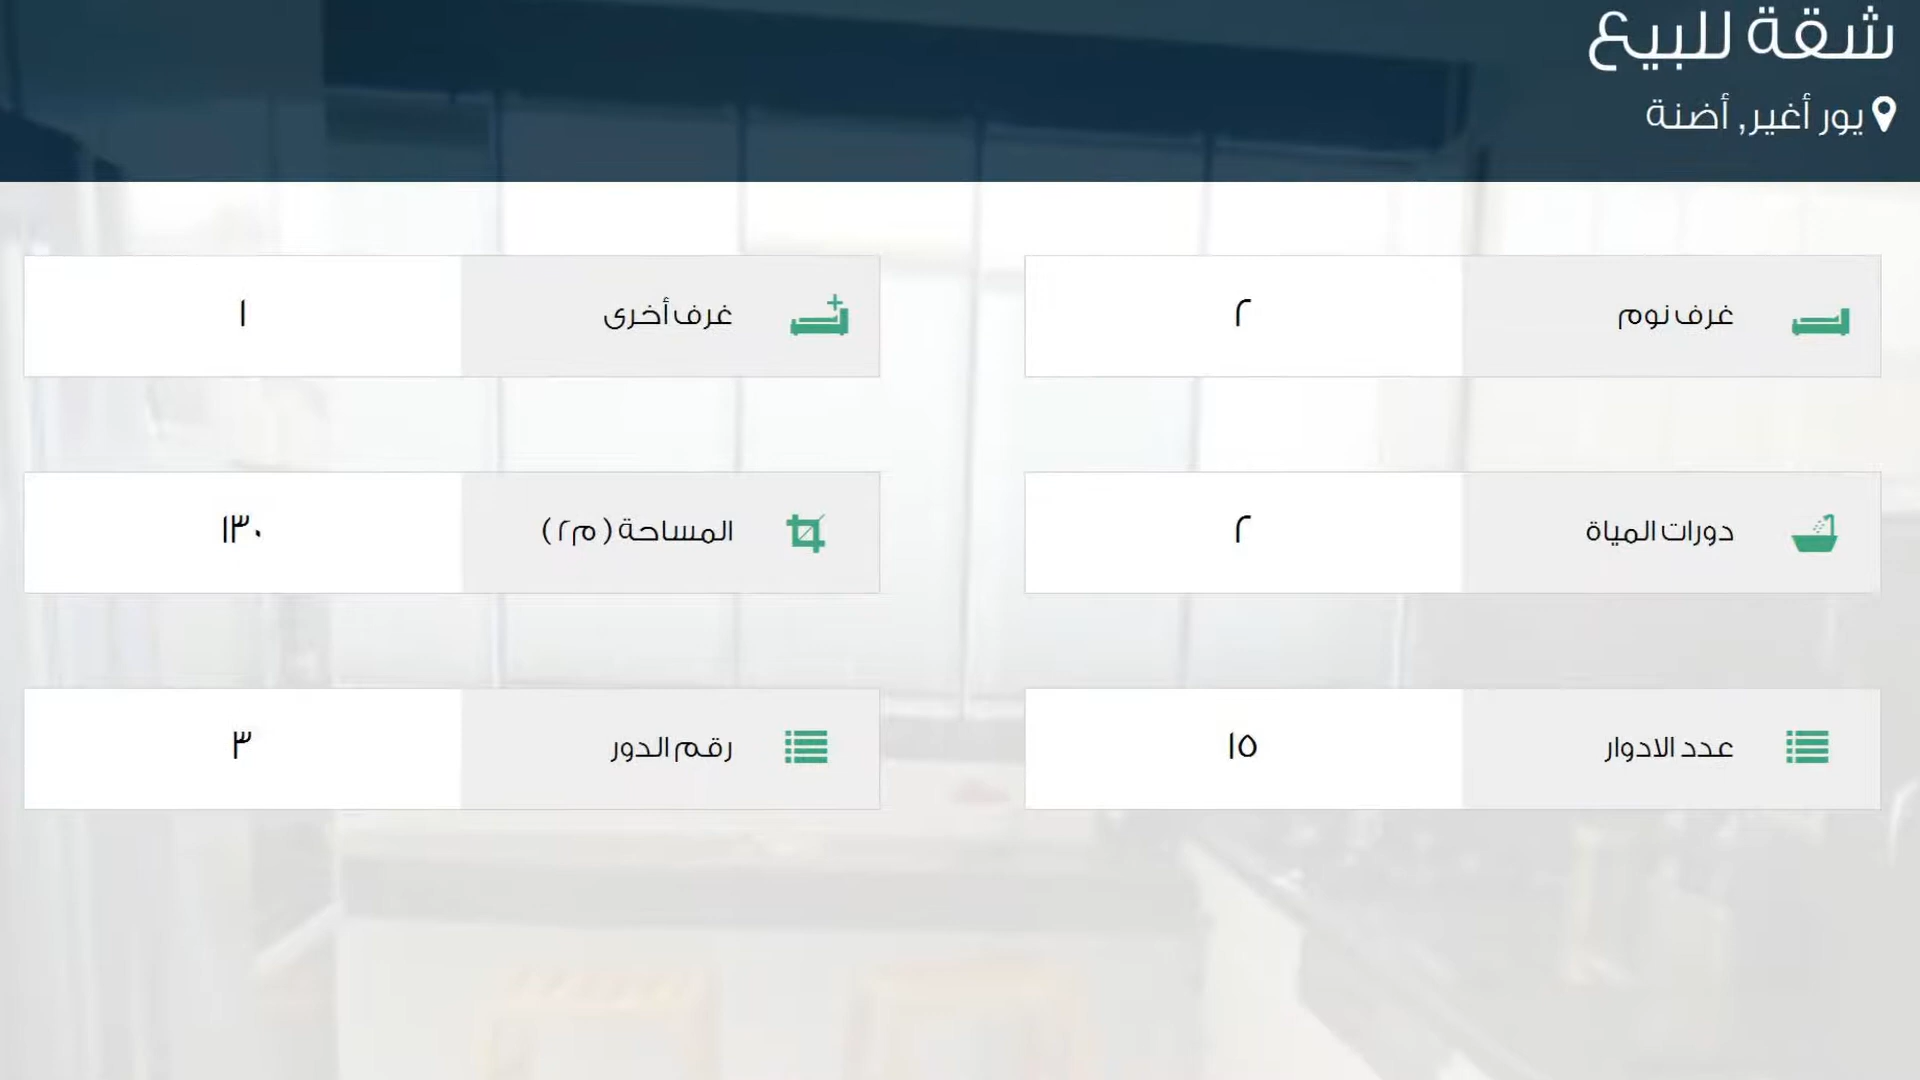 شقة للبيع
يور أغير, أضنة
غرف نوم ٢
غرف أخرى ١
دورات المياة ٢
المساحة (م٢) ١٣٠
عدد الادوار ١٥
رقم الدور ٣